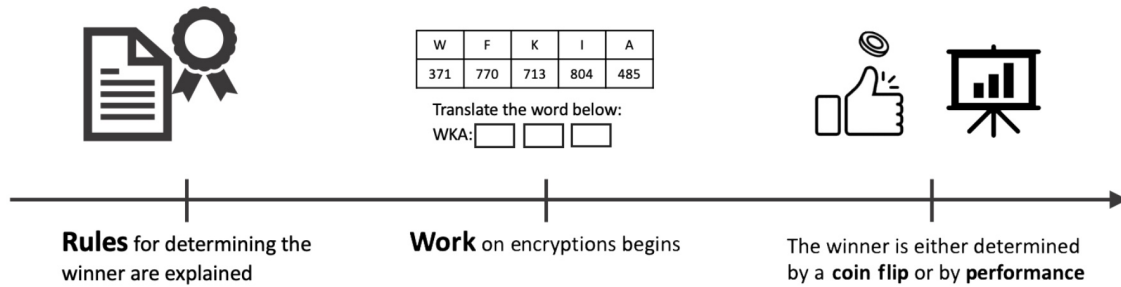 W F K I A
371 770 713 804 485
Translate the word below:
WKA:
Rules for determining the
winner are explained
Work on encryptions begins
The winner is either determined
by a coin flip or by performance